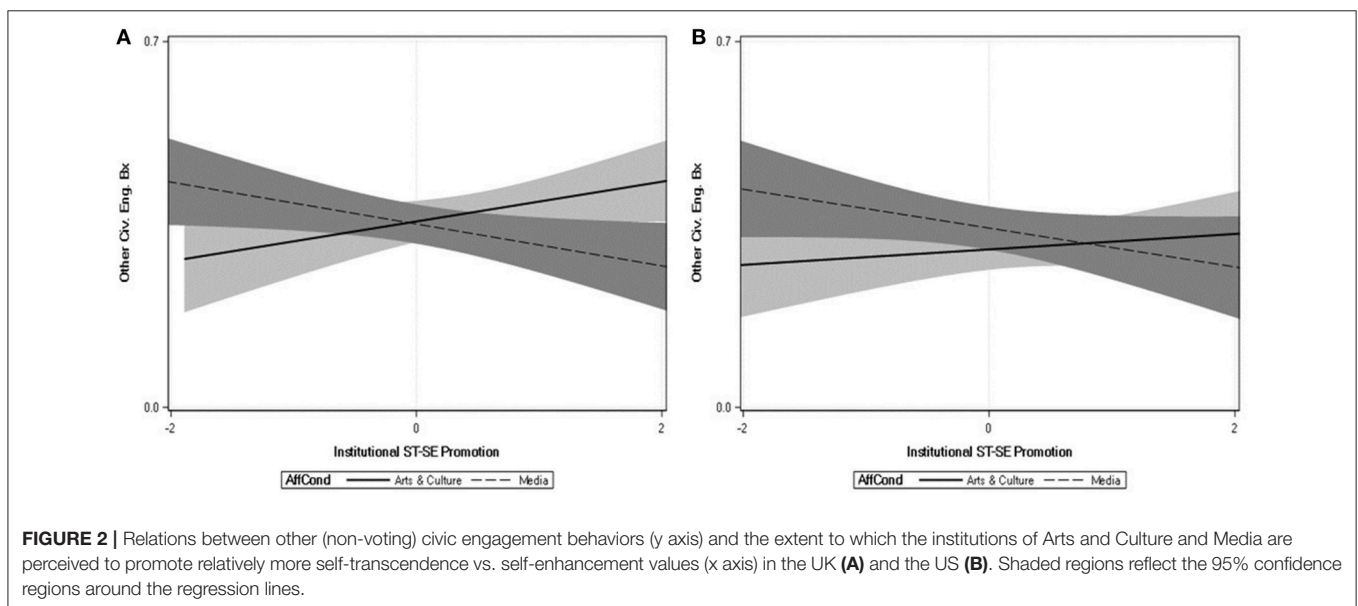 A
0.7
Other Civ. Eng. Bx
0.0
-2 0 2
Institutional ST-SE Promotion
AffCond Arts & Culture Media
B
0.7
Other Civ. Eng. Bx
0.0
-2 0 2
Institutional ST-SE Promotion
AffCond Arts & Culture Media
FIGURE 2 | Relations between other (non-voting) civic engagement behaviors (y axis) and the extent to which the institutions of Arts and Culture and Media are
perceived to promote relatively more self-transcendence vs. self-enhancement values (x axis) in the UK (A) and the US (B). Shaded regions reflect the 95% confidence
regions around the regression lines.